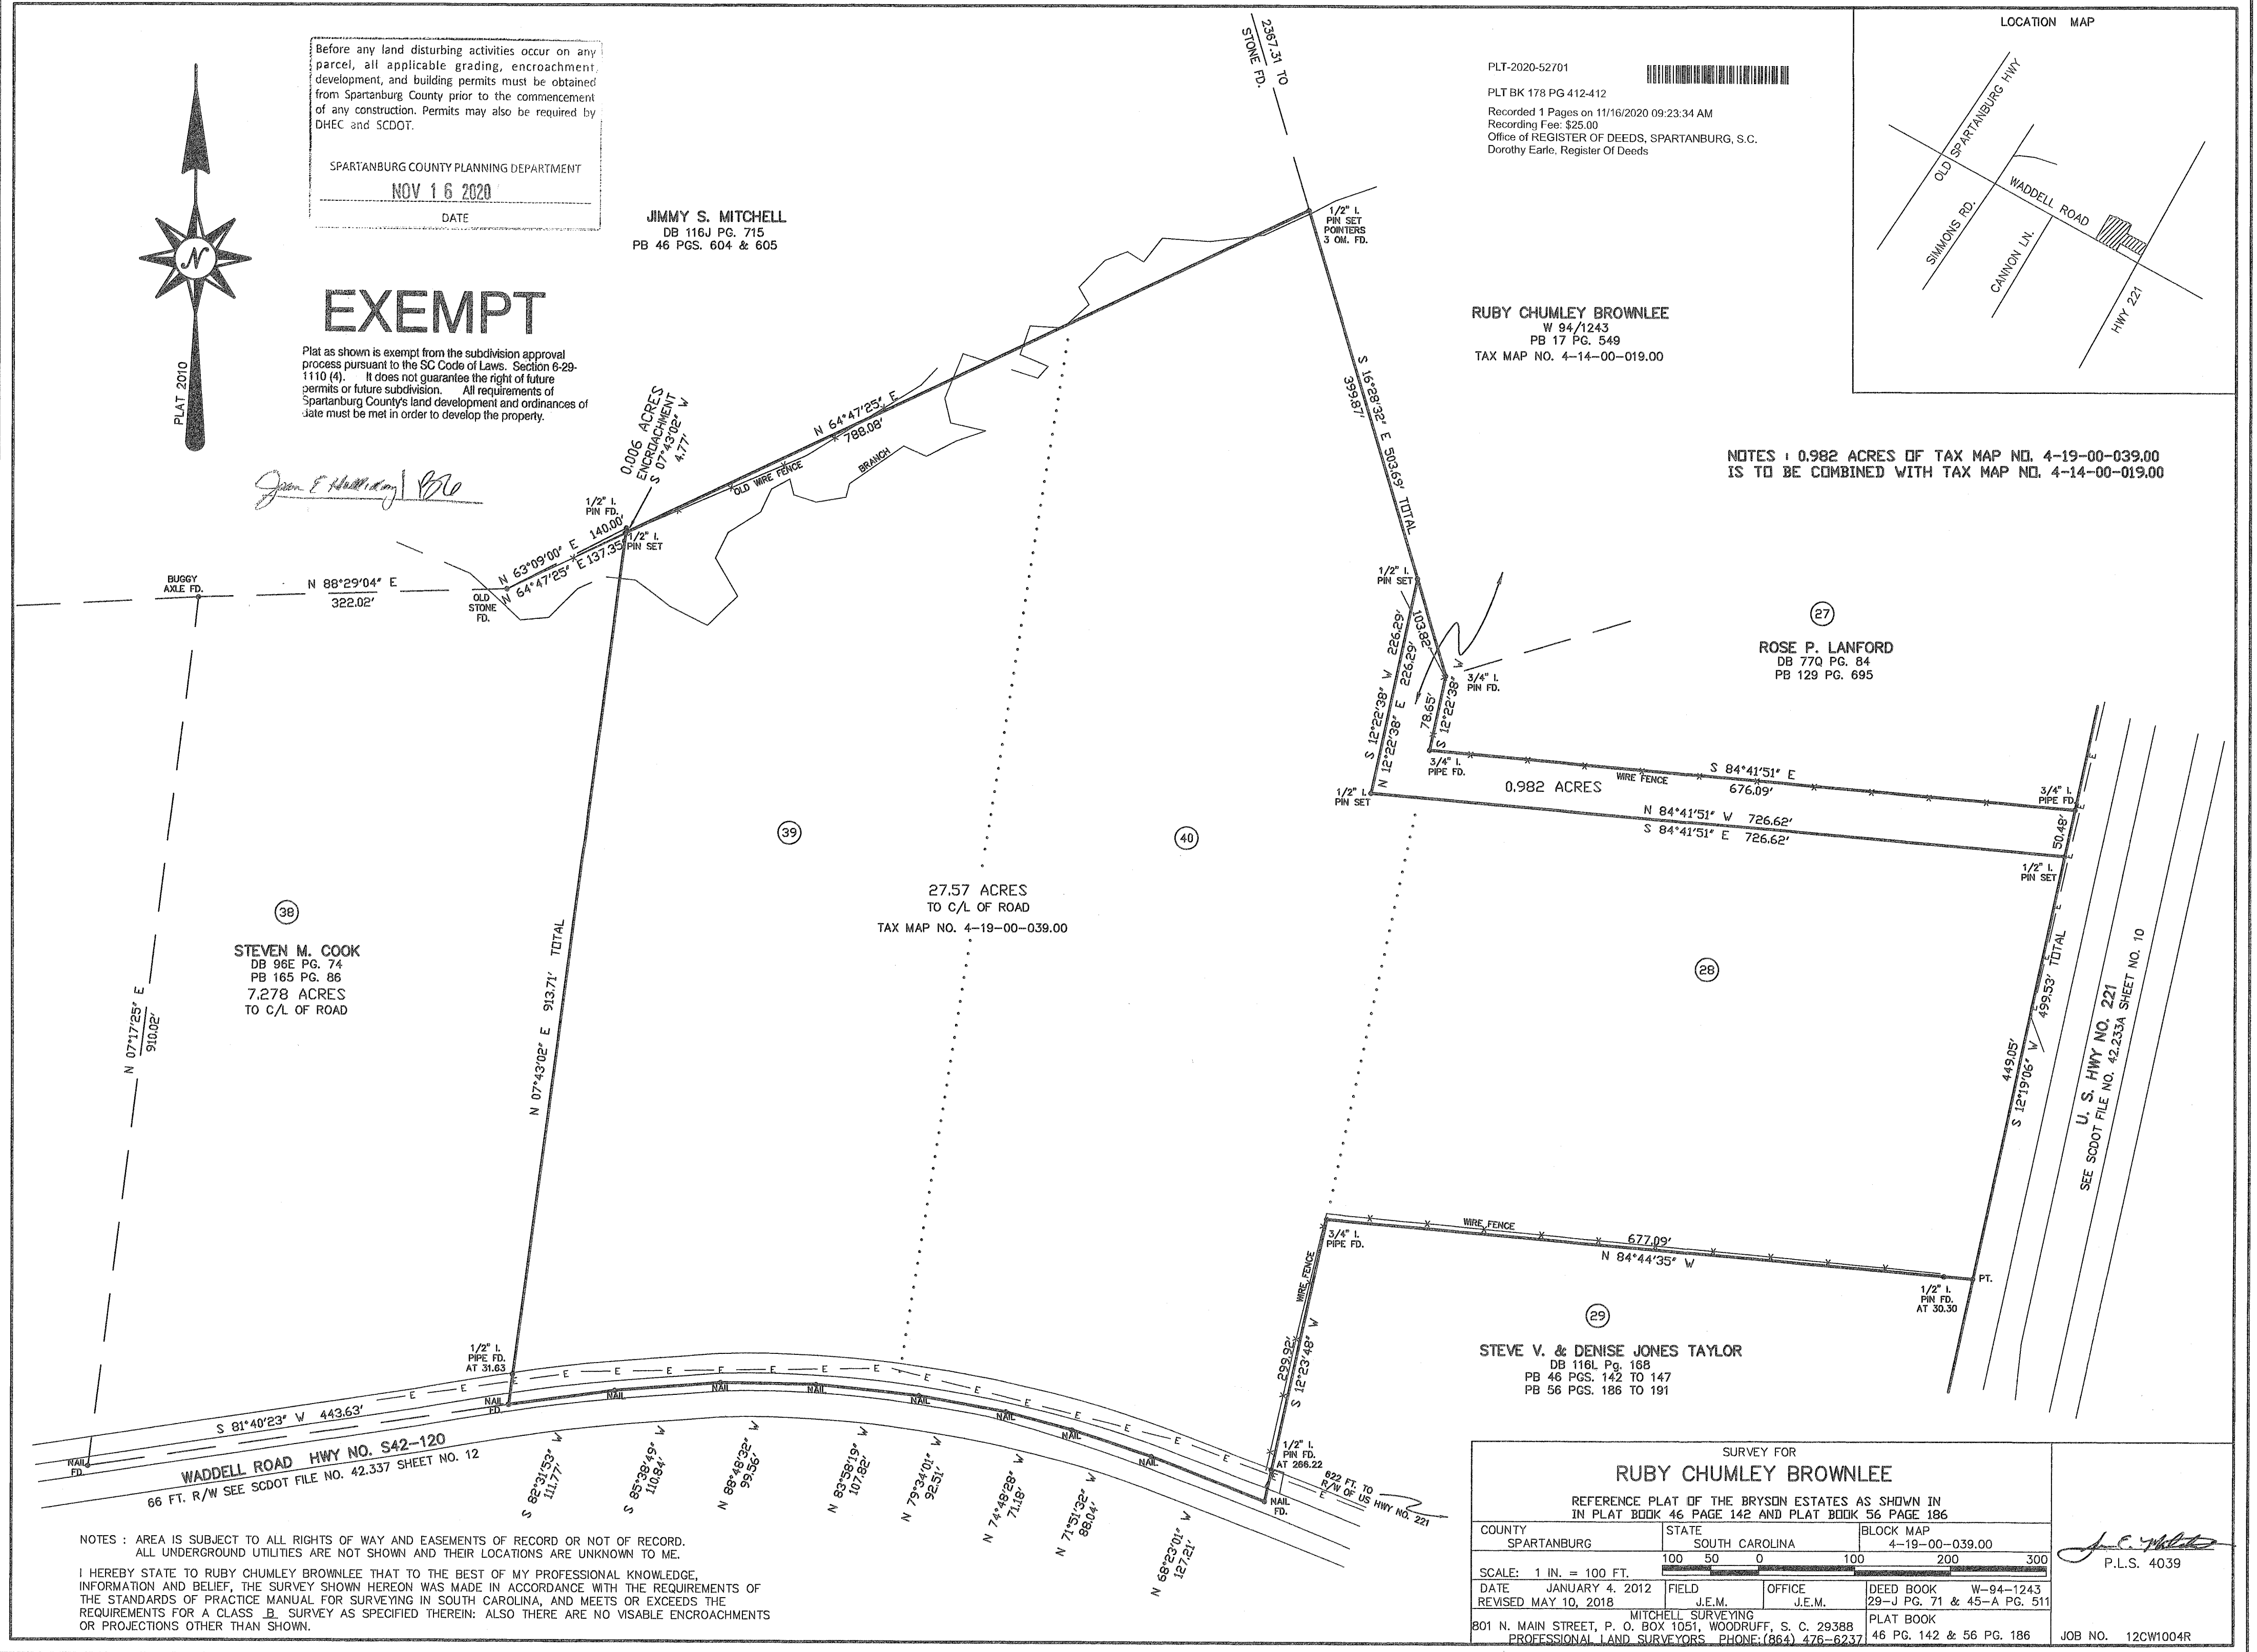 Before any land disturbing activities occur on any
parcel, all applicable grading, encroachment,
development, and building permits must be obtained
from Spartanburg County prior to the commencement
of any construction. Permits may also be required by
DHEC and SCDOT.
SPARTANBURG COUNTY PLANNING DEPARTMENT
NOV 16 2020
DATE
N
PLAT 2010
EXEMPT
Plat as shown is exempt from the subdivision approval
process pursuant to the SC Code of Laws. Section 6-29-
1110 (4). It does not guarantee the right of future
permits or future subdivision. All requirements of
Spartanburg County's land development and ordinances of
date must be met in order to develop the property.
JIMMY S. MITCHELL
DB 116J PG. 715
PB 46 PGS. 604 & 605
2367.31 TO
STONE FD.
PLT-2020-52701
PLT BK 178 PG 412-412
Recorded 1 Pages on 11/16/2020 09:23:34 AM
Recording Fee: $25.00
Office of REGISTER OF DEEDS, SPARTANBURG, S.C.
Dorothy Earle, Register Of Deeds
LOCATION MAP
OLD SPARTANBURG HWY
WADDELL ROAD
SIMMONS RD.
CANNON LN.
HWY 221
1/2" I.
PIN SET
POINTERS
3 OM. FD.
RUBY CHUMLEY BROWNLEE
W 94/1243
PB 17 PG. 549
TAX MAP NO. 4-14-00-019.00
NOTES : 0.982 ACRES OF TAX MAP NO. 4-19-00-039.00
IS TO BE COMBINED WITH TAX MAP NO. 4-14-00-019.00
S 16°28'32" E 503.69' TOTAL
399.87'
N 64°47'25" E
788.08'
OLD WIRE FENCE
BRANCH
0.006 ACRES
ENCROACHMENT
S 07°43'02" W
4.77'
1/2" I.
PIN FD.
1/2" I.
PIN SET
N 63°09'00" E 140.00'
N 64°47'25" E 137.35'
BUGGY
AXLE FD.
N 88°29'04" E
322.02'
OLD
STONE
FD.
1/2" I.
PIN SET
103.82'
S 12°22'38" W 226.29'
N 12°22'38" E 226.29'
78.65'
S 12°22'38" W
3/4" I.
PIN FD.
27
ROSE P. LANFORD
DB 77Q PG. 84
PB 129 PG. 695
3/4" I.
PIPE FD.
S 84°41'51" E
WIRE FENCE
676.09'
0.982 ACRES
3/4" I.
PIPE FD.
1/2" I.
PIN SET
N 84°41'51" W 726.62'
S 84°41'51" E 726.62'
50.48'
1/2" I.
PIN SET
39
40
28
27.57 ACRES
TO C/L OF ROAD
TAX MAP NO. 4-19-00-039.00
38
STEVEN M. COOK
DB 96E PG. 74
PB 165 PG. 86
7.278 ACRES
TO C/L OF ROAD
N 07°17'25" E
910.02'
N 07°43'02" E 913.71' TOTAL
449.05'
S 12°19'06" W
499.53' TOTAL
U. S. HWY NO. 221
SEE SCDOT FILE NO. 42.233A SHEET NO. 10
3/4" I.
PIPE FD.
WIRE FENCE
677.09'
N 84°44'35" W
PT.
1/2" I.
PIN FD.
AT 30.30
WIRE FENCE
299.92'
S 12°23'48" W
29
STEVE V. & DENISE JONES TAYLOR
DB 116L Pg. 168
PB 46 PGS. 142 TO 147
PB 56 PGS. 186 TO 191
1/2" I.
PIPE FD.
AT 31.63
NAIL
FD.
S 81°40'23" W 443.63'
NAIL
FD.
WADDELL ROAD HWY NO. S42-120
66 FT. R/W SEE SCDOT FILE NO. 42.337 SHEET NO. 12
E E E E E E E E E E E E E E E
NAIL
NAIL
NAIL
NAIL
NAIL
NAIL
NAIL
1/2" I.
PIN FD.
AT 266.22
NAIL
FD.
622 FT. TO
R/W OF US HWY NO. 221
S 82°31'53" W
111.77'
S 85°38'49" W
110.84'
N 88°48'32" W
99.56'
N 83°58'19" W
107.82'
N 79°34'01" W
92.51'
N 74°48'28" W
71.18'
N 71°51'32" W
88.04'
N 68°23'01" W
127.21'
NOTES : AREA IS SUBJECT TO ALL RIGHTS OF WAY AND EASEMENTS OF RECORD OR NOT OF RECORD.
ALL UNDERGROUND UTILITIES ARE NOT SHOWN AND THEIR LOCATIONS ARE UNKNOWN TO ME.
I HEREBY STATE TO RUBY CHUMLEY BROWNLEE THAT TO THE BEST OF MY PROFESSIONAL KNOWLEDGE,
INFORMATION AND BELIEF, THE SURVEY SHOWN HEREON WAS MADE IN ACCORDANCE WITH THE REQUIREMENTS OF
THE STANDARDS OF PRACTICE MANUAL FOR SURVEYING IN SOUTH CAROLINA, AND MEETS OR EXCEEDS THE
REQUIREMENTS FOR A CLASS B SURVEY AS SPECIFIED THEREIN: ALSO THERE ARE NO VISABLE ENCROACHMENTS
OR PROJECTIONS OTHER THAN SHOWN.
SURVEY FOR
RUBY CHUMLEY BROWNLEE
REFERENCE PLAT OF THE BRYSON ESTATES AS SHOWN IN
IN PLAT BOOK 46 PAGE 142 AND PLAT BOOK 56 PAGE 186
COUNTY
SPARTANBURG
STATE
SOUTH CAROLINA
BLOCK MAP
4-19-00-039.00
SCALE: 1 IN. = 100 FT.
100 50 0 100 200 300
DATE JANUARY 4. 2012
REVISED MAY 10, 2018
FIELD
J.E.M.
OFFICE
J.E.M.
DEED BOOK W-94-1243
29-J PG. 71 & 45-A PG. 511
MITCHELL SURVEYING
801 N. MAIN STREET, P. O. BOX 1051, WOODRUFF, S. C. 29388
PROFESSIONAL LAND SURVEYORS PHONE:(864) 476-6237
PLAT BOOK
46 PG. 142 & 56 PG. 186
P.L.S. 4039
JOB NO. 12CW1004R